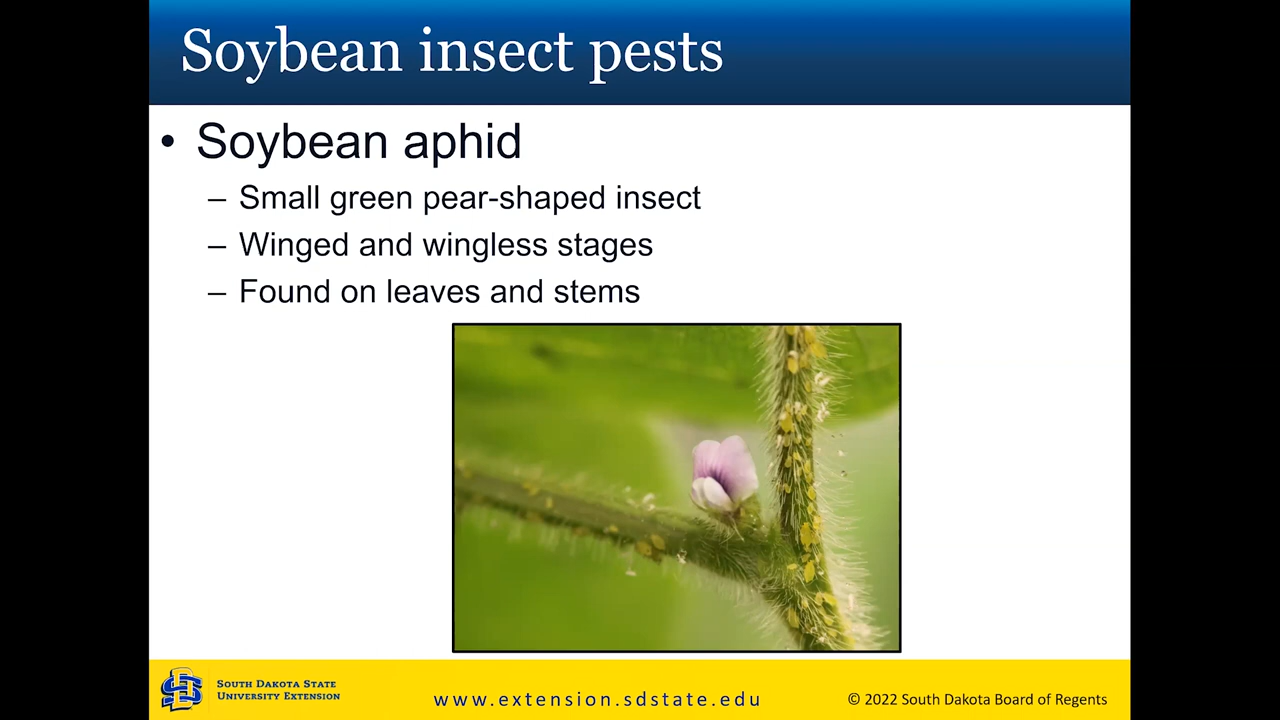 Soybean insect pests
• Soybean aphid
– Small green pear-shaped insect
– Winged and wingless stages
– Found on leaves and stems
SOUTH DAKOTA STATE
UNIVERSITY EXTENSION
www.extension.sdstate.edu
© 2022 South Dakota Board of Regents